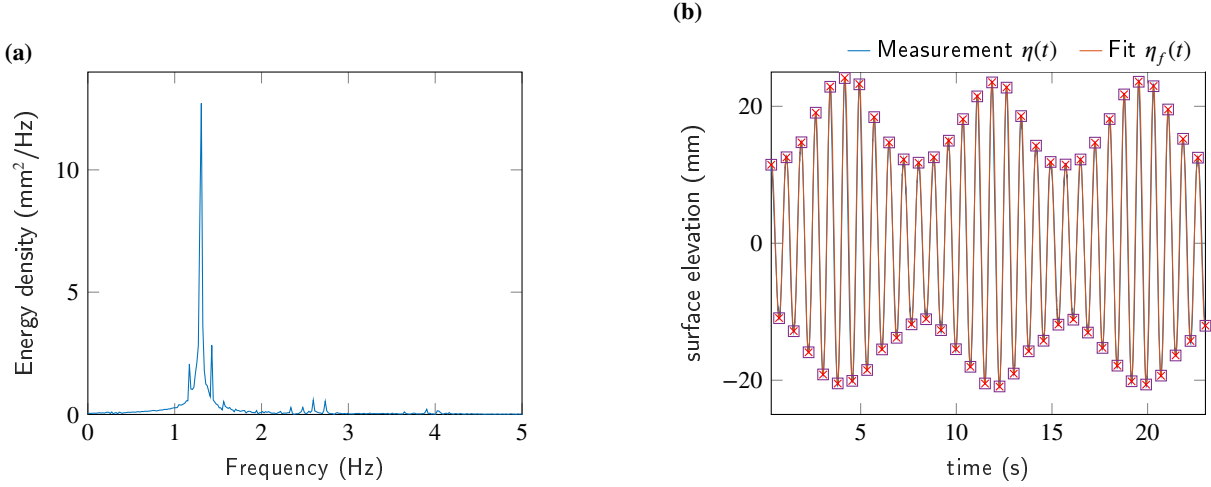 (a)
Energy density (mm²/Hz)
10
5
0
0 1 2 3 4 5
Frequency (Hz)
(b)
Measurement η(t) Fit η_f(t)
surface elevation (mm)
20
0
−20
5 10 15 20
time (s)